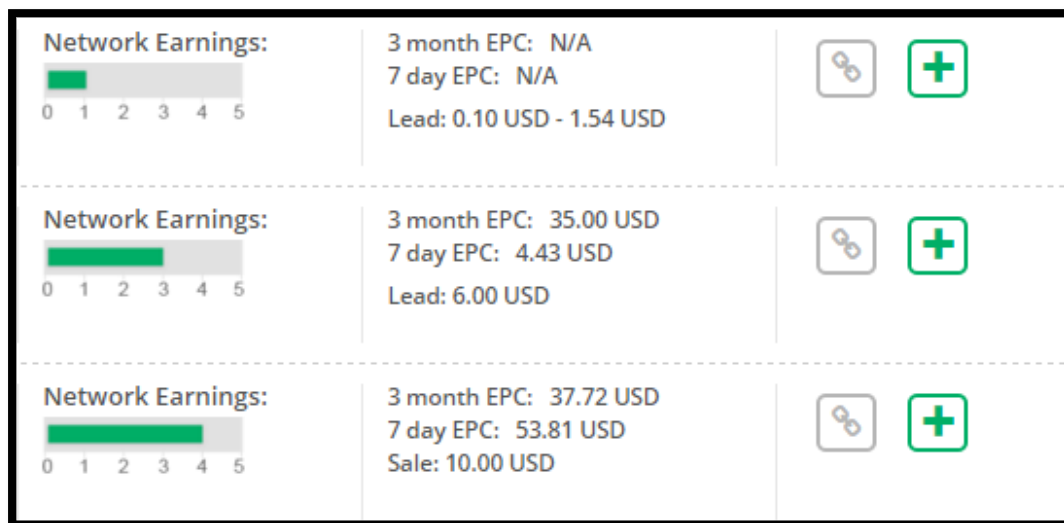 Network Earnings:
0 1 2 3 4 5
3 month EPC: N/A
7 day EPC: N/A
Lead: 0.10 USD - 1.54 USD
Network Earnings:
0 1 2 3 4 5
3 month EPC: 35.00 USD
7 day EPC: 4.43 USD
Lead: 6.00 USD
Network Earnings:
0 1 2 3 4 5
3 month EPC: 37.72 USD
7 day EPC: 53.81 USD
Sale: 10.00 USD